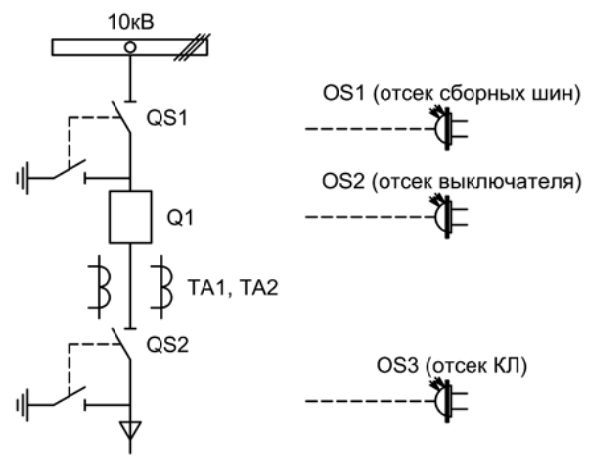 10кВ
OS1 (отсек сборных шин)
QS1
OS2 (отсек выключателя)
Q1
TA1, TA2
QS2
OS3 (отсек КЛ)